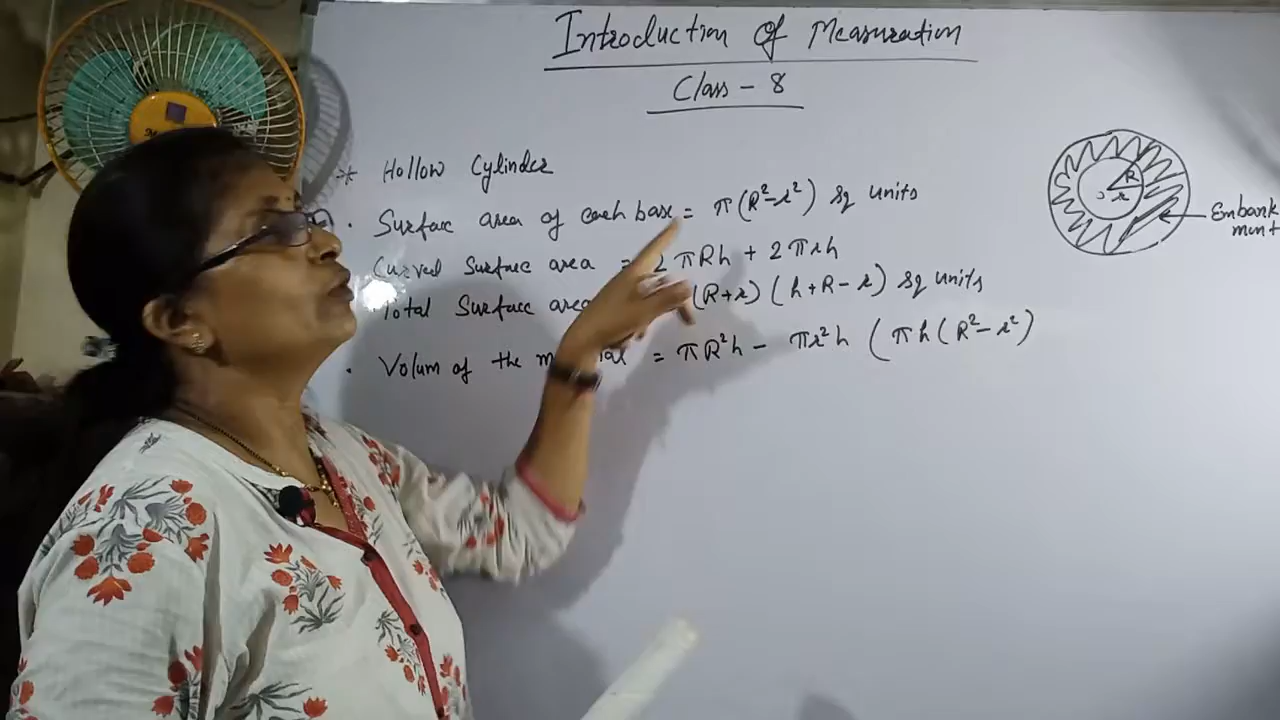 Introduction Of Measuration
Class - 8
* Hollow Cylinder
. Surface area of each base = π(R²-r²) sq units
Curved Surface area = 2πRh + 2πrh
Total Surface area (R+r) (h+R-r) sq units
. Volum of the = πR²h - πr²h (πh(R²-r²)
R
r
Embank
ment